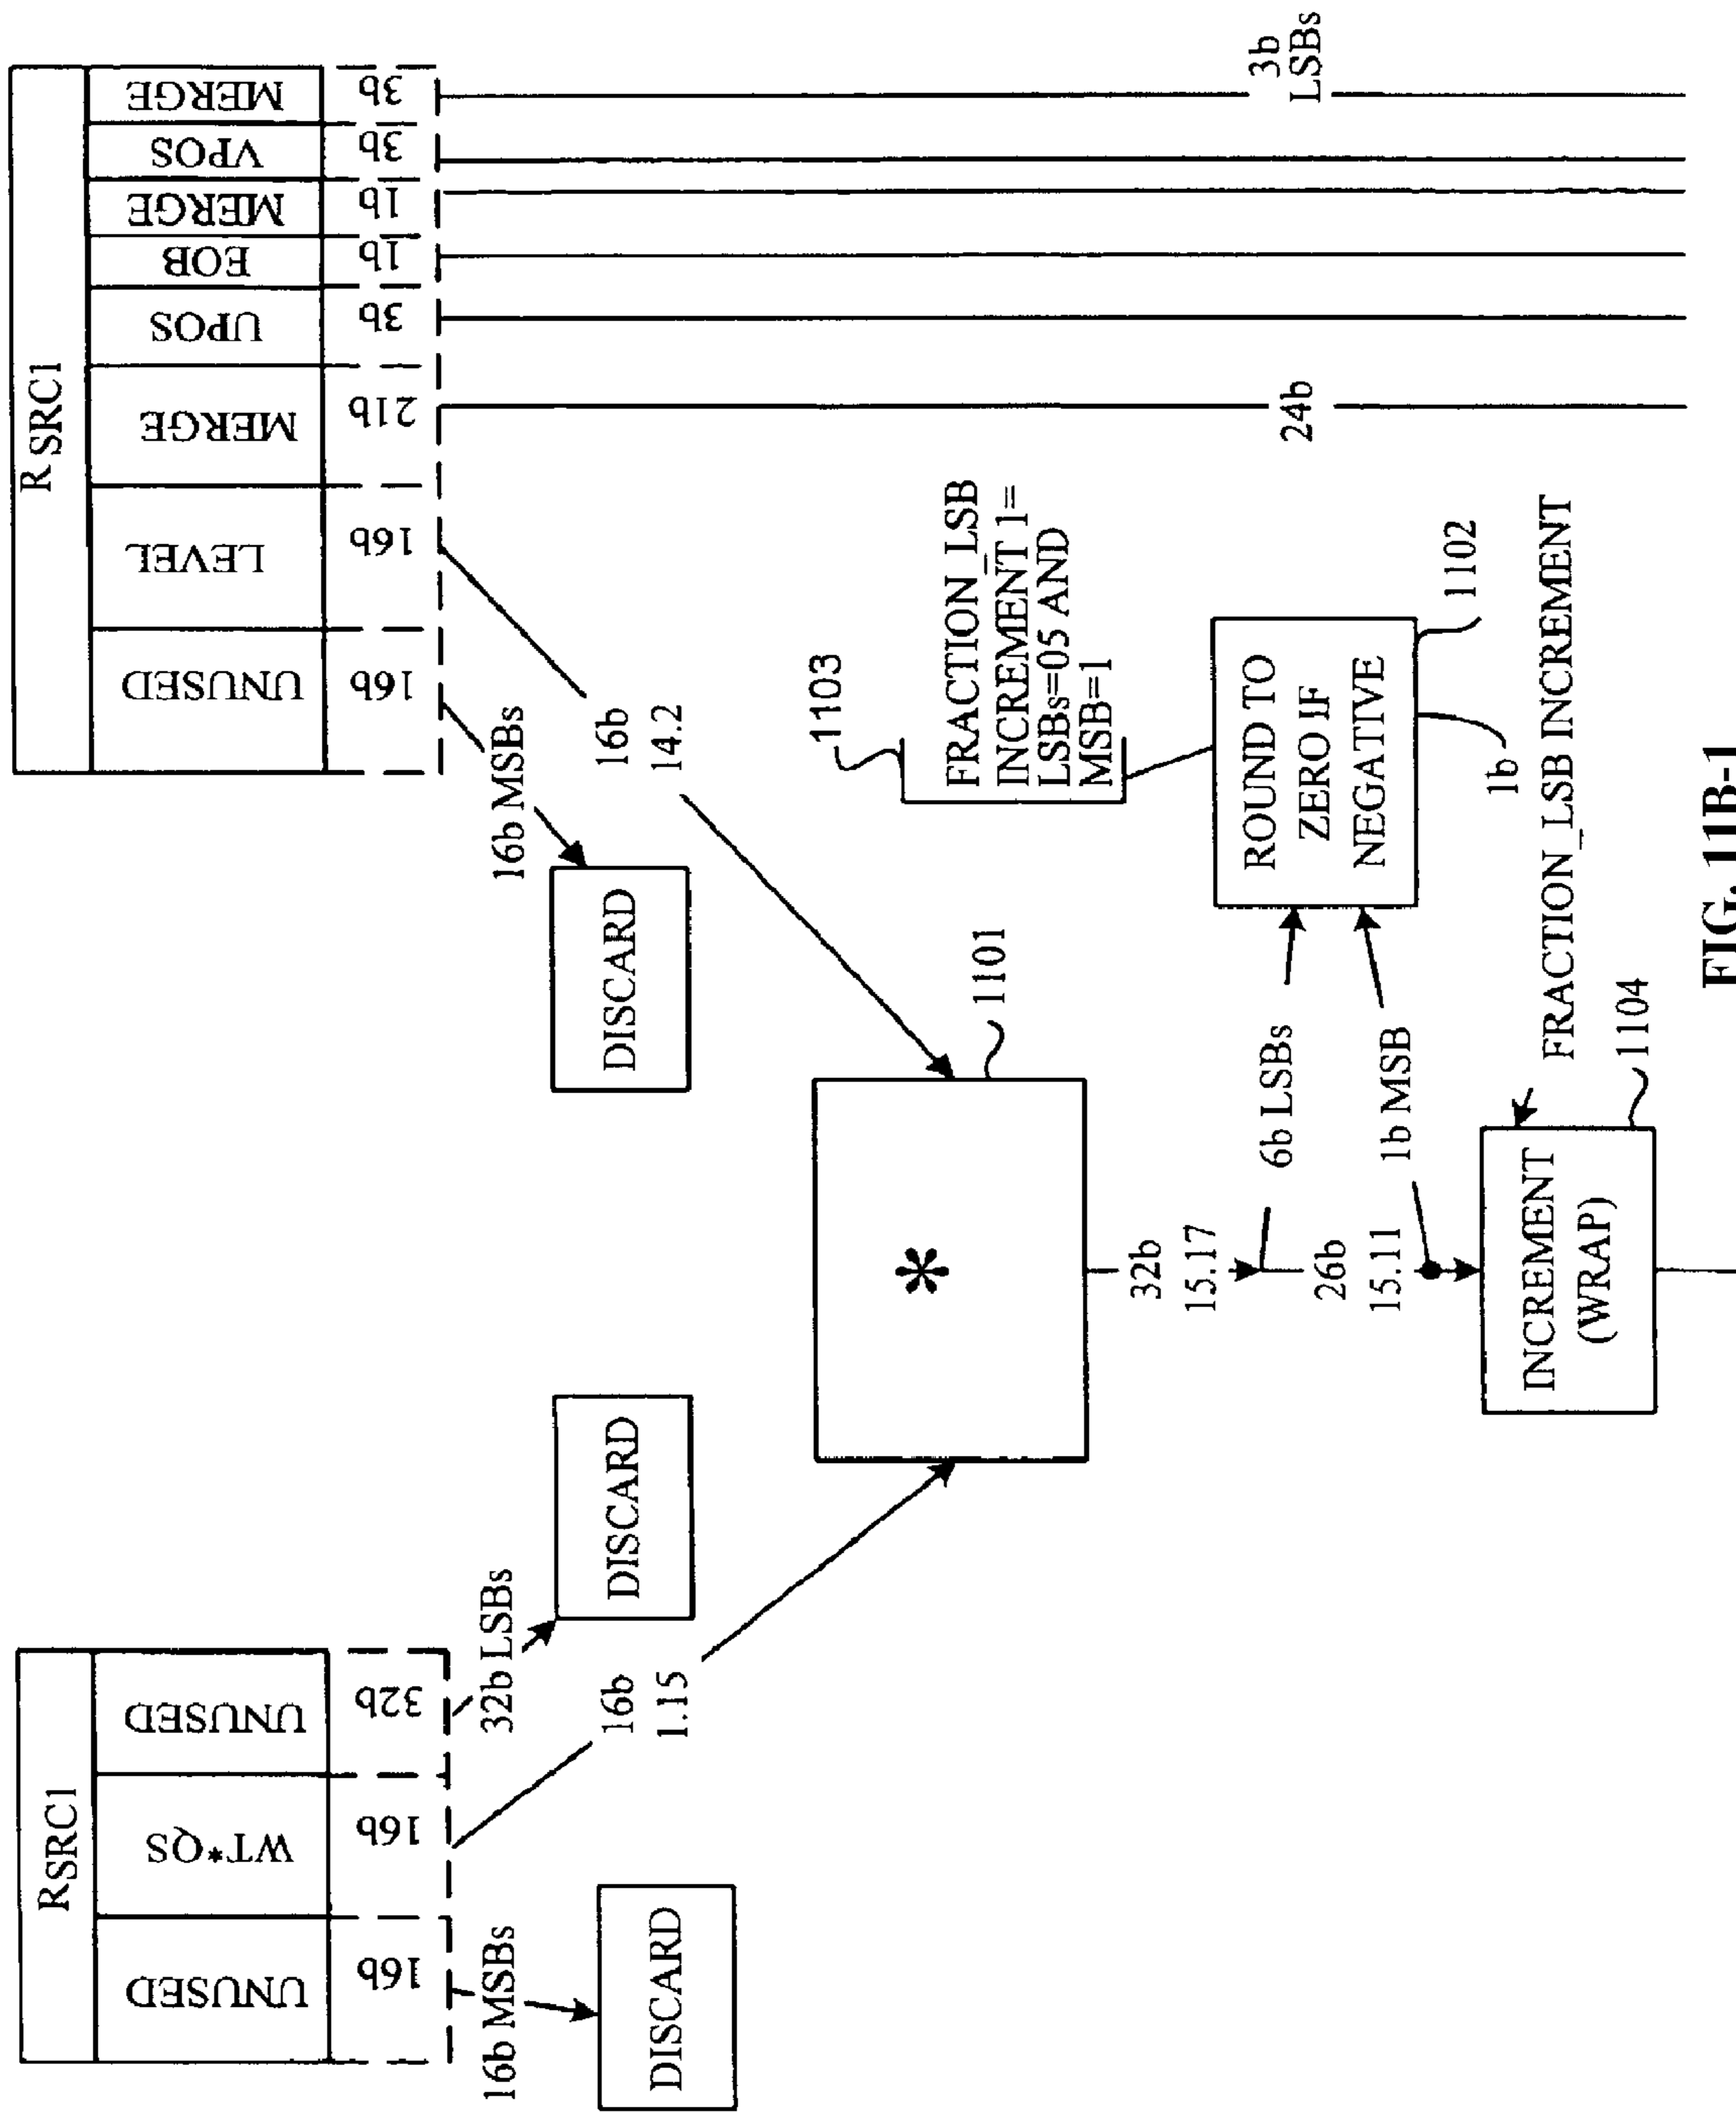 RSRC1
UNUSED
WT*QS
UNUSED
16b
16b
32b
16b MSBs
DISCARD
32b LSBs
DISCARD
16b
1.15
R SRC1
UNUSED
LEVEL
MERGE
UPOS
EOB
MERGE
VPOS
MERGE
16b
16b
21b
3b
1b
1b
3b
3b
16b MSBs
DISCARD
16b
14.2
*
1101
32b
15.17
6b LSBs
26b
15.11
1b MSB
1103
FRACTION_LSB
INCREMENT 1=
LSBs=05 AND
MSB=1
ROUND TO
ZERO IF
NEGATIVE
1102
1b
FRACTION_LSB INCREMENT
INCREMENT
(WRAP)
1104
24b
3b
LSBs
FIG. 11B-1